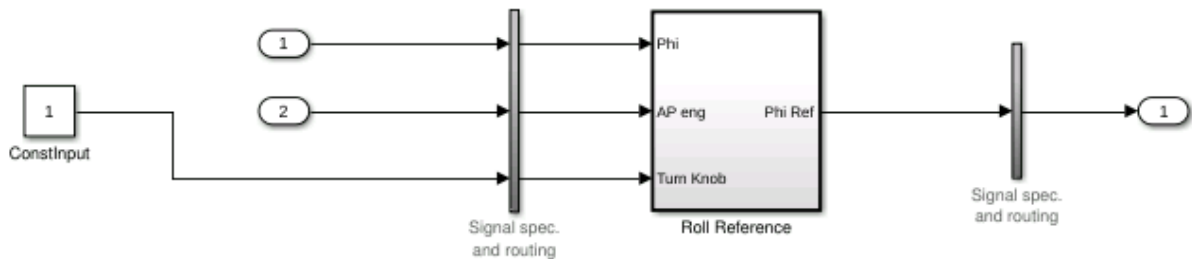 1
Phi
1
ConstInput
2
AP eng
Phi Ref
1
Turn Knob
Signal spec.
and routing
Roll Reference
Signal spec.
and routing